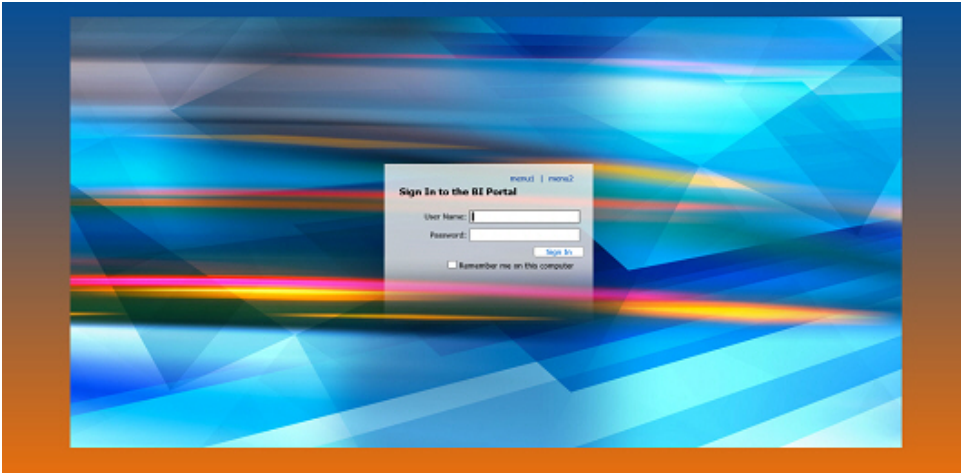 menu1 | menu2
Sign In to the BI Portal
User Name:
Password:
Sign In
Remember me on this computer